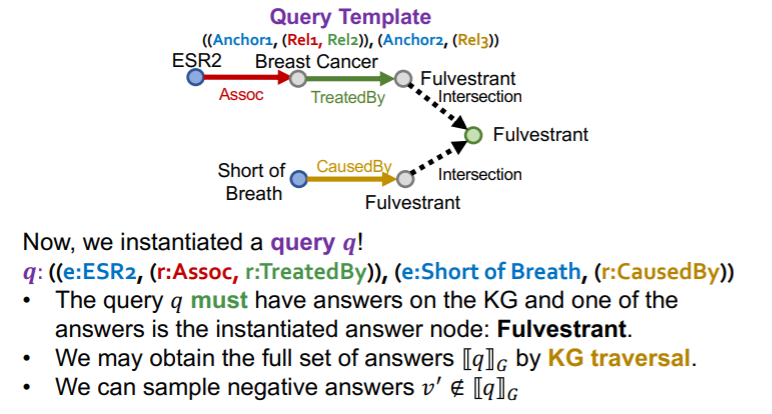 Query Template
((Anchor1, (Rel1, Rel2)), (Anchor2, (Rel3))
ESR2
Breast Cancer
Fulvestrant
Assoc
TreatedBy
Intersection
Fulvestrant
Short of
Breath
CausedBy
Intersection
Fulvestrant
Now, we instantiated a query q!
q: ((e:ESR2, (r:Assoc, r:TreatedBy)), (e:Short of Breath, (r:CausedBy))
• The query q must have answers on the KG and one of the
answers is the instantiated answer node: Fulvestrant.
• We may obtain the full set of answers ⟦q⟧G by KG traversal.
• We can sample negative answers v′ ∉ ⟦q⟧G